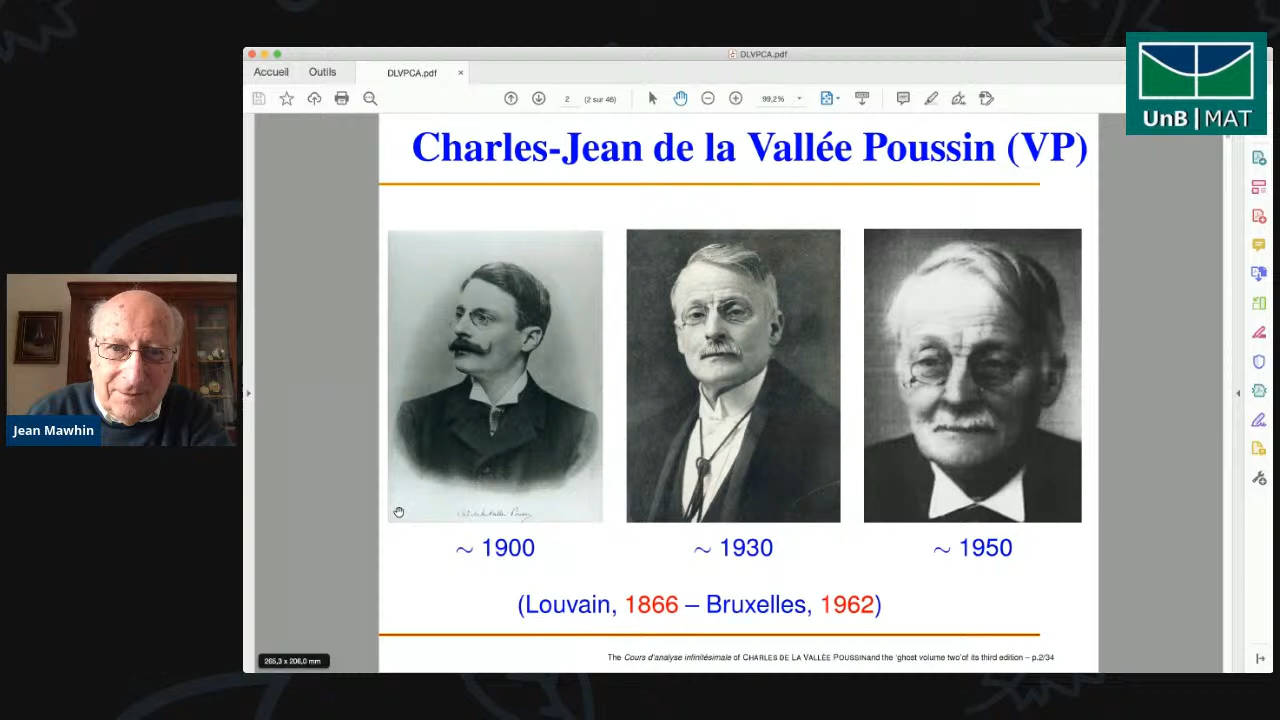 DLVPCA.pdf
Accueil Outils DLVPCA.pdf ×
2 (2 sur 46) 99,2%
UnB | MAT
Charles-Jean de la Vallée Poussin (VP)
Jean Mawhin
∼ 1900 ∼ 1930 ∼ 1950
(Louvain, 1866 – Bruxelles, 1962)
The Cours d'analyse infinitésimale of CHARLES DE LA VALLÉE POUSSINand the 'ghost volume two'of its third edition – p.2/34
265,3 x 206,0 mm